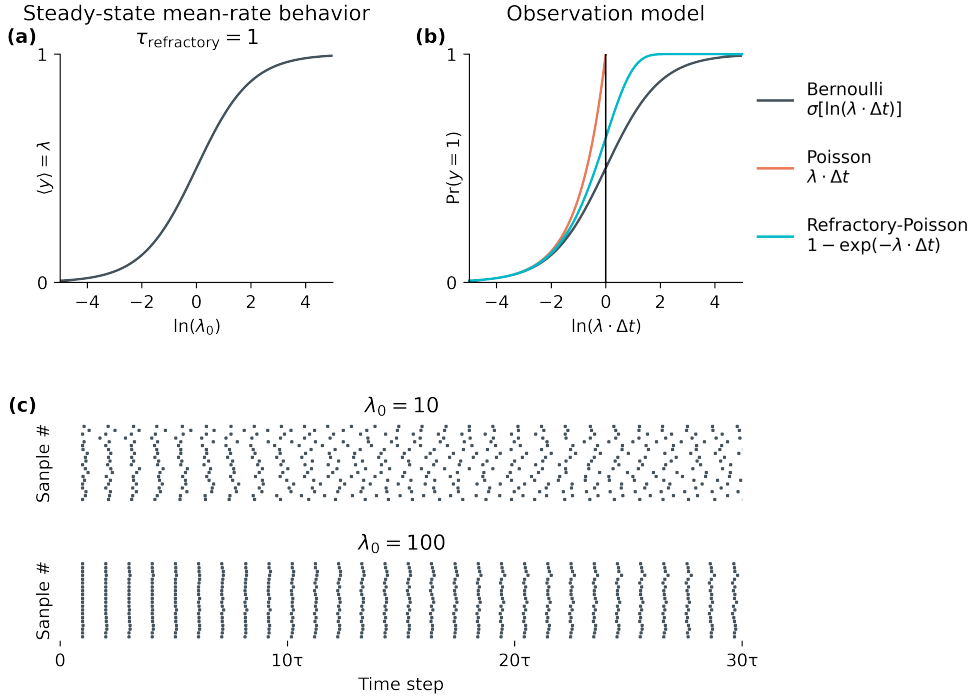 Steady-state mean-rate behavior
(a)
τrefractory = 1
1
⟨y⟩ = λ
0
−4 −2 0 2 4
ln(λ0)
Observation model
(b)
1
Pr(y = 1)
0
−4 −2 0 2 4
ln(λ · Δt)
Bernoulli
σ[ln(λ · Δt)]
Poisson
λ · Δt
Refractory-Poisson
1 − exp(−λ · Δt)
(c)
λ0 = 10
Sample #
λ0 = 100
Sample #
0 10τ 20τ 30τ
Time step